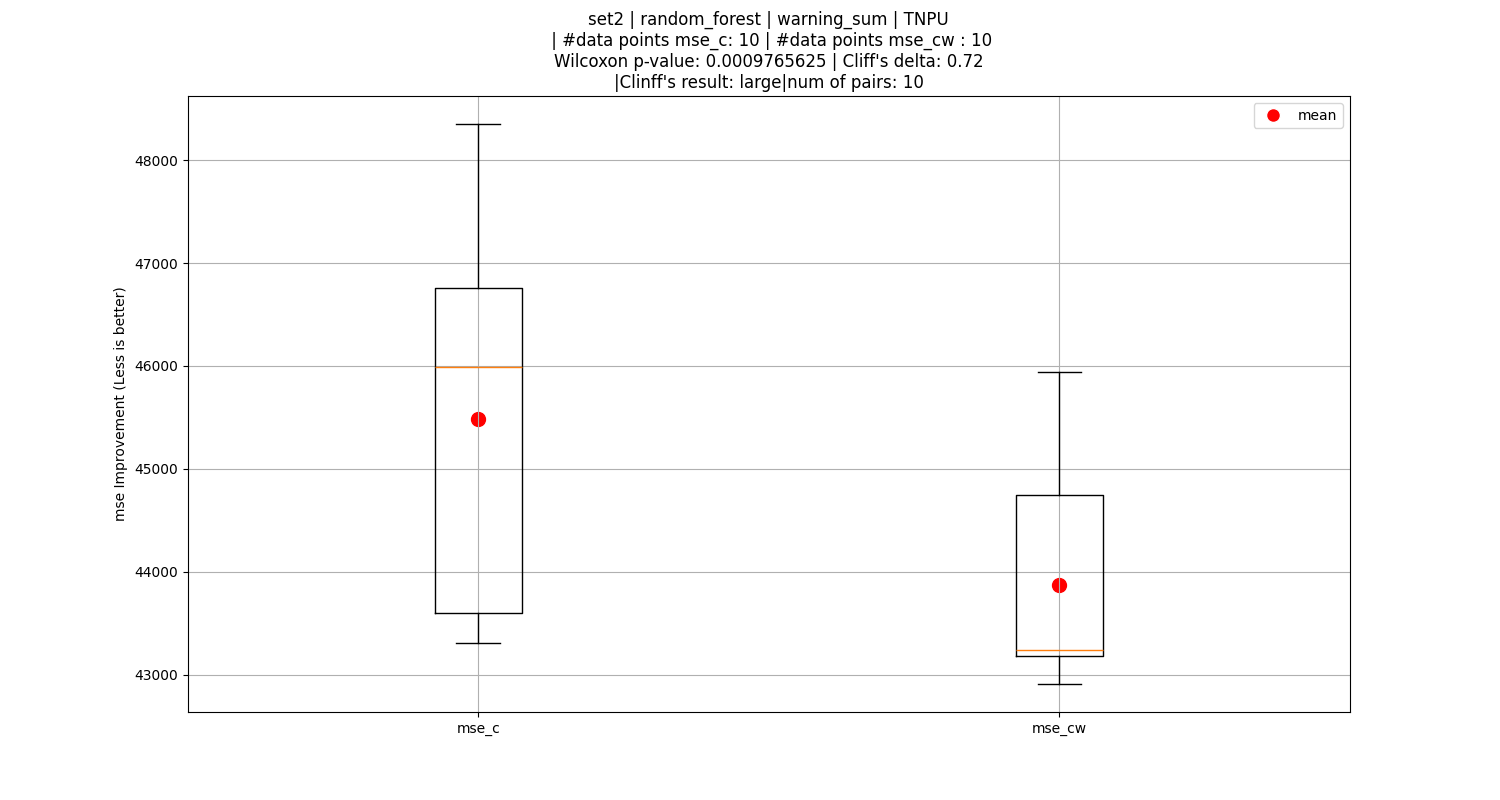 set2 | random_forest | warning_sum | TNPU
| #data points mse_c: 10 | #data points mse_cw : 10
Wilcoxon p-value: 0.0009765625 | Cliff's delta: 0.72
|Clinff's result: large|num of pairs: 10
mean
48000
47000
46000
45000
44000
43000
mse Improvement (Less is better)
mse_c
mse_cw